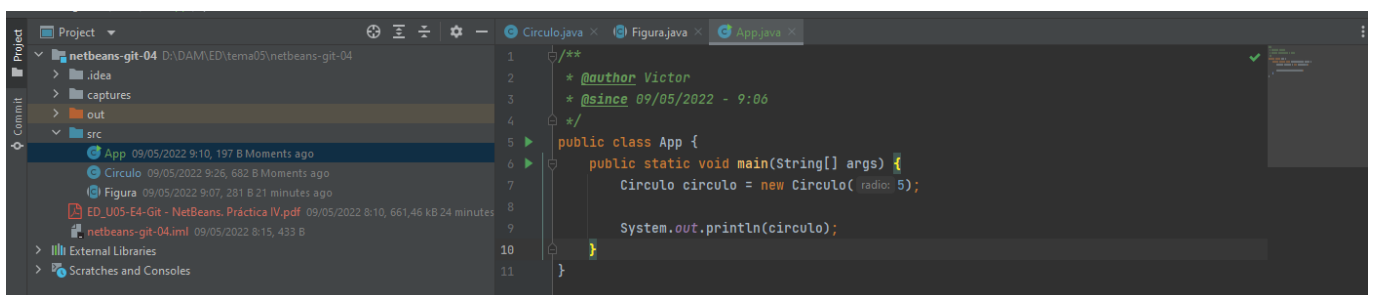 Project
Circulo.java
Figura.java
App.java
Project
Commit
netbeans-git-04 D:\DAM\ED\tema05\netbeans-git-04
.idea
captures
out
src
App 09/05/2022 9:10, 197 B Moments ago
Circulo 09/05/2022 9:26, 682 B Moments ago
Figura 09/05/2022 9:07, 281 B 21 minutes ago
ED_U05-E4-Git - NetBeans. Práctica IV.pdf 09/05/2022 8:10, 661,46 kB 24 minutes
netbeans-git-04.iml 09/05/2022 8:15, 433 B
External Libraries
Scratches and Consoles
1 /**
2 * @author Victor
3 * @since 09/05/2022 - 9:06
4 */
5 public class App {
6 public static void main(String[] args) {
7 Circulo circulo = new Circulo( radio: 5);
8
9 System.out.println(circulo);
10 }
11 }